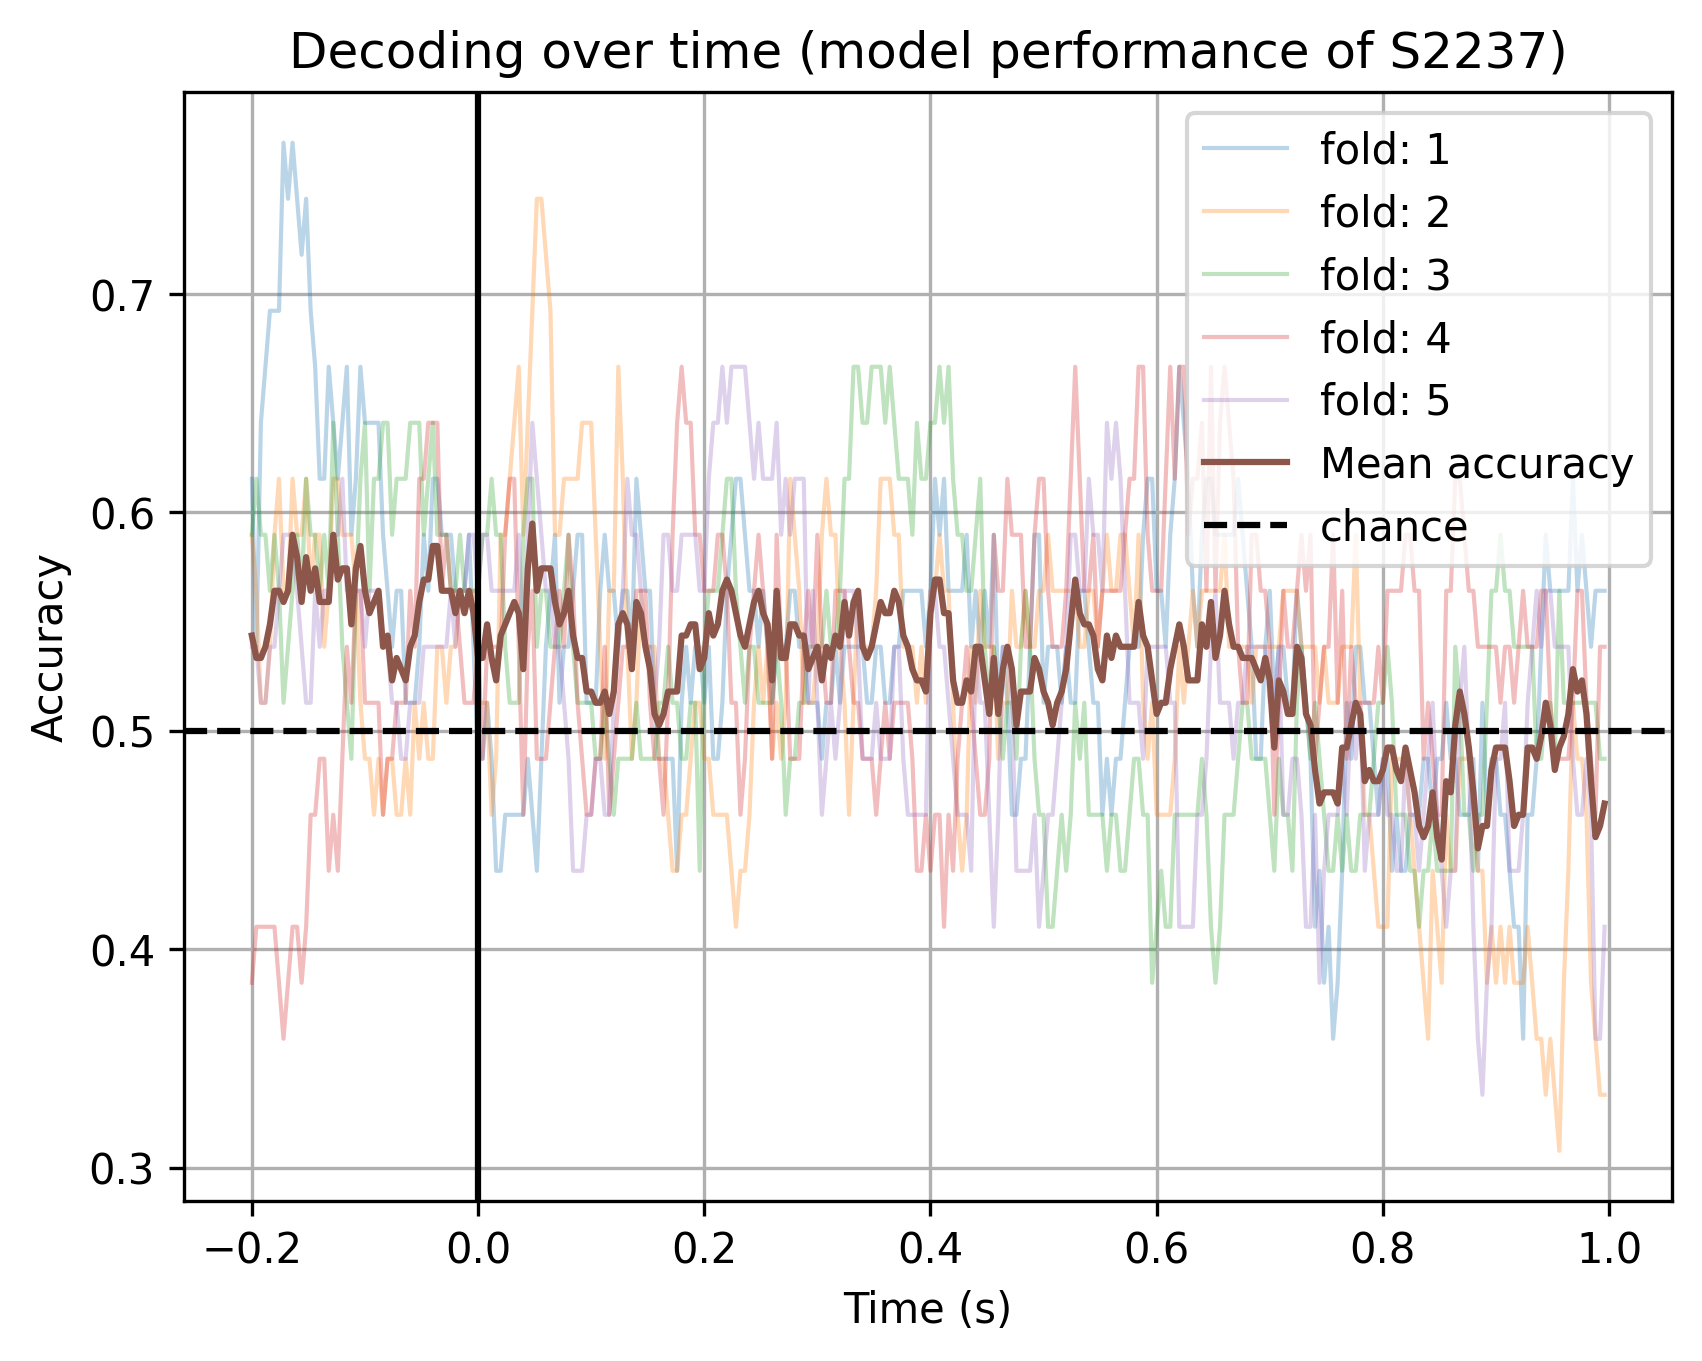 Decoding over time (model performance of S2237)
fold: 1
fold: 2
fold: 3
fold: 4
fold: 5
Mean accuracy
chance
Accuracy
0.7
0.6
0.5
0.4
0.3
−0.2 0.0 0.2 0.4 0.6 0.8 1.0
Time (s)